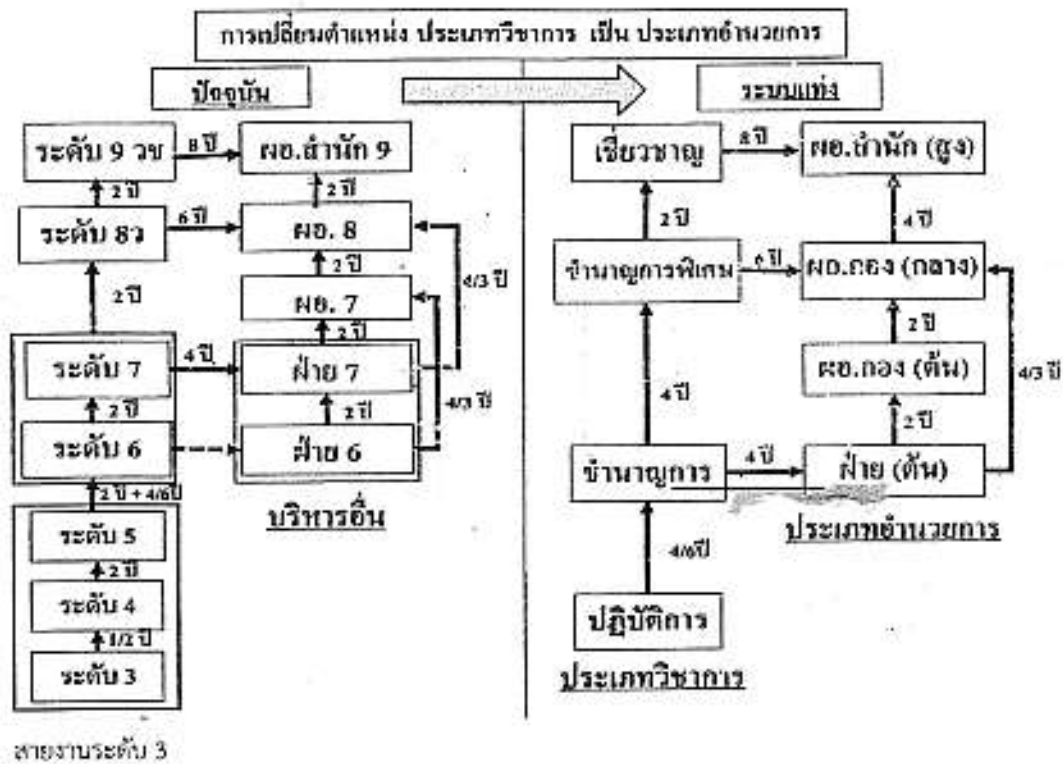 การเปลี่ยนตำแหน่ง ประเภทวิชาการ เป็น ประเภทอำนวยการ
ปัจจุบัน
ระดับ 9 วช
8 ปี
ผอ.สำนัก 9
2 ปี
2 ปี
ระดับ 8ว
6 ปี
ผอ. 8
2 ปี
2 ปี
4/3 ปี
ผอ. 7
2 ปี
ระดับ 7
4 ปี
ฝ่าย 7
4/3 ปี
2 ปี
2 ปี
ระดับ 6
ฝ่าย 6
2 ปี + 4/6ปี
บริหารอื่น
ระดับ 5
2 ปี
ระดับ 4
1/2 ปี
ระดับ 3
สายงานระดับ 3
ระบบแท่ง
เชี่ยวชาญ
8 ปี
ผอ.สำนัก (สูง)
2 ปี
4 ปี
ชำนาญการพิเศษ
ปี
ผอ.กอง (กลาง)
2 ปี
ผอ.กอง (ต้น)
4/3 ปี
4 ปี
2 ปี
ชำนาญการ
4 ปี
ฝ่าย (ต้น)
ประเภทอำนวยการ
4/6ปี
ปฏิบัติการ
ประเภทวิชาการ